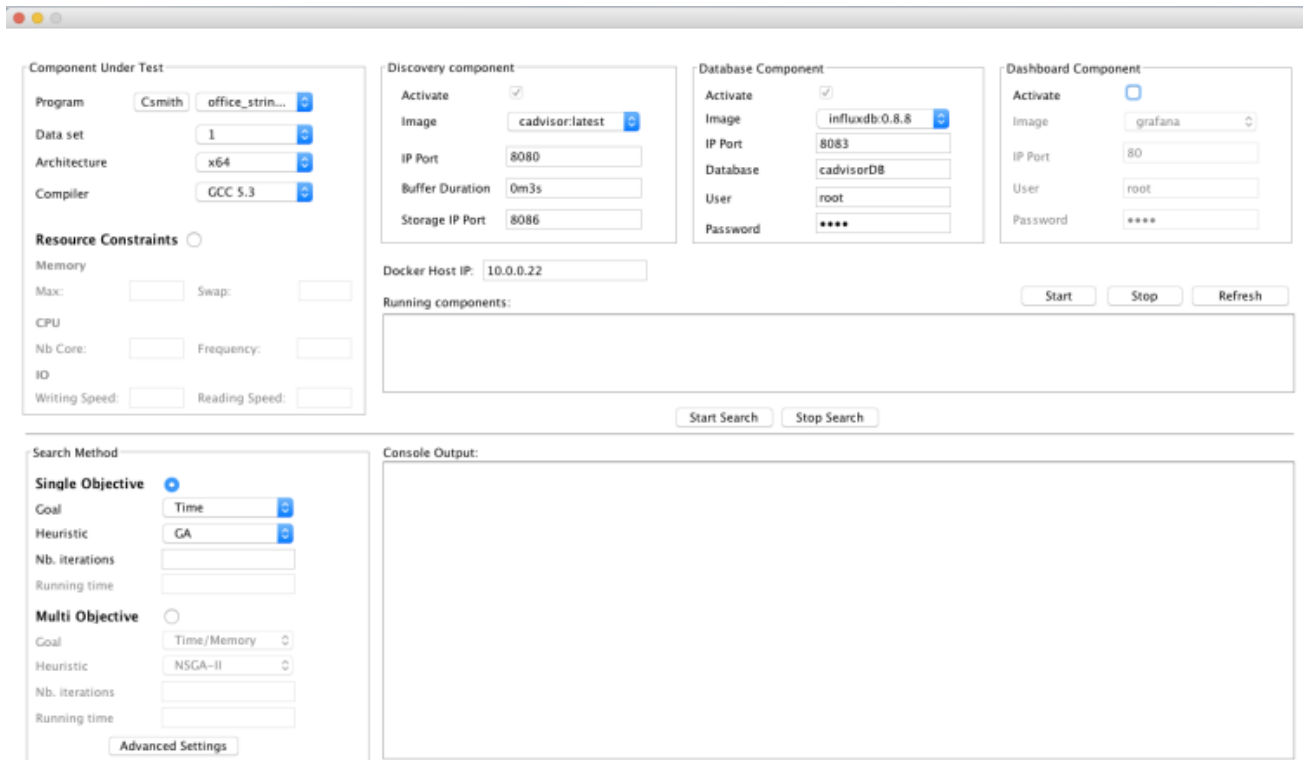 Component Under Test
Program Csmith office_strin...
Data set 1
Architecture x64
Compiler GCC 5.3
Resource Constraints
Memory
Max: Swap:
CPU
Nb Core: Frequency:
IO
Writing Speed: Reading Speed:
Discovery component
Activate
Image cadvisor:latest
IP Port 8080
Buffer Duration 0m3s
Storage IP Port 8086
Database Component
Activate
Image influxdb:0.8.8
IP Port 8083
Database cadvisorDB
User root
Password ••••
Dashboard Component
Activate
Image grafana
IP Port 80
User root
Password ••••
Docker Host IP: 10.0.0.22
Running components:
Start Stop Refresh
Start Search Stop Search
Search Method
Single Objective
Goal Time
Heuristic GA
Nb. iterations
Running time
Multi Objective
Goal Time/Memory
Heuristic NSGA-II
Nb. iterations
Running time
Advanced Settings
Console Output: